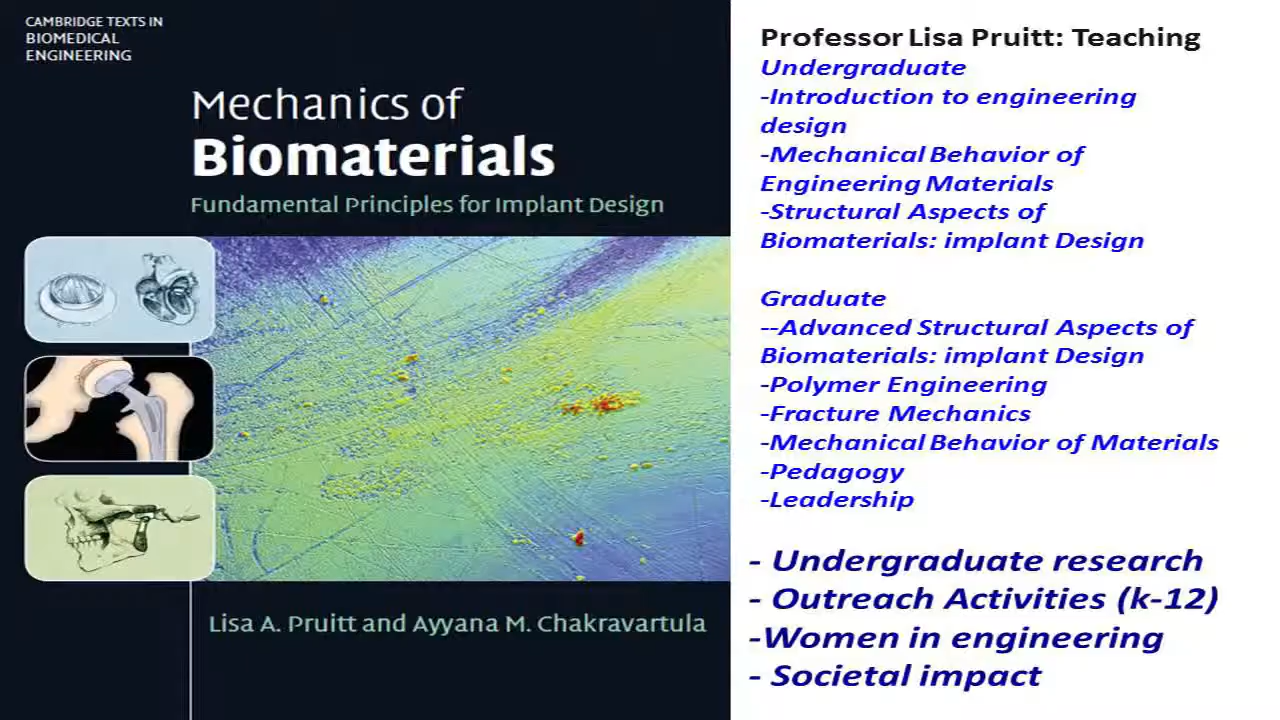 CAMBRIDGE TEXTS IN
BIOMEDICAL
ENGINEERING
Mechanics of
Biomaterials
Fundamental Principles for Implant Design
Lisa A. Pruitt and Ayyana M. Chakravartula
Professor Lisa Pruitt: Teaching
Undergraduate
-Introduction to engineering
design
-Mechanical Behavior of
Engineering Materials
-Structural Aspects of
Biomaterials: implant Design
Graduate
--Advanced Structural Aspects of
Biomaterials: implant Design
-Polymer Engineering
-Fracture Mechanics
-Mechanical Behavior of Materials
-Pedagogy
-Leadership
- Undergraduate research
- Outreach Activities (k-12)
-Women in engineering
- Societal impact